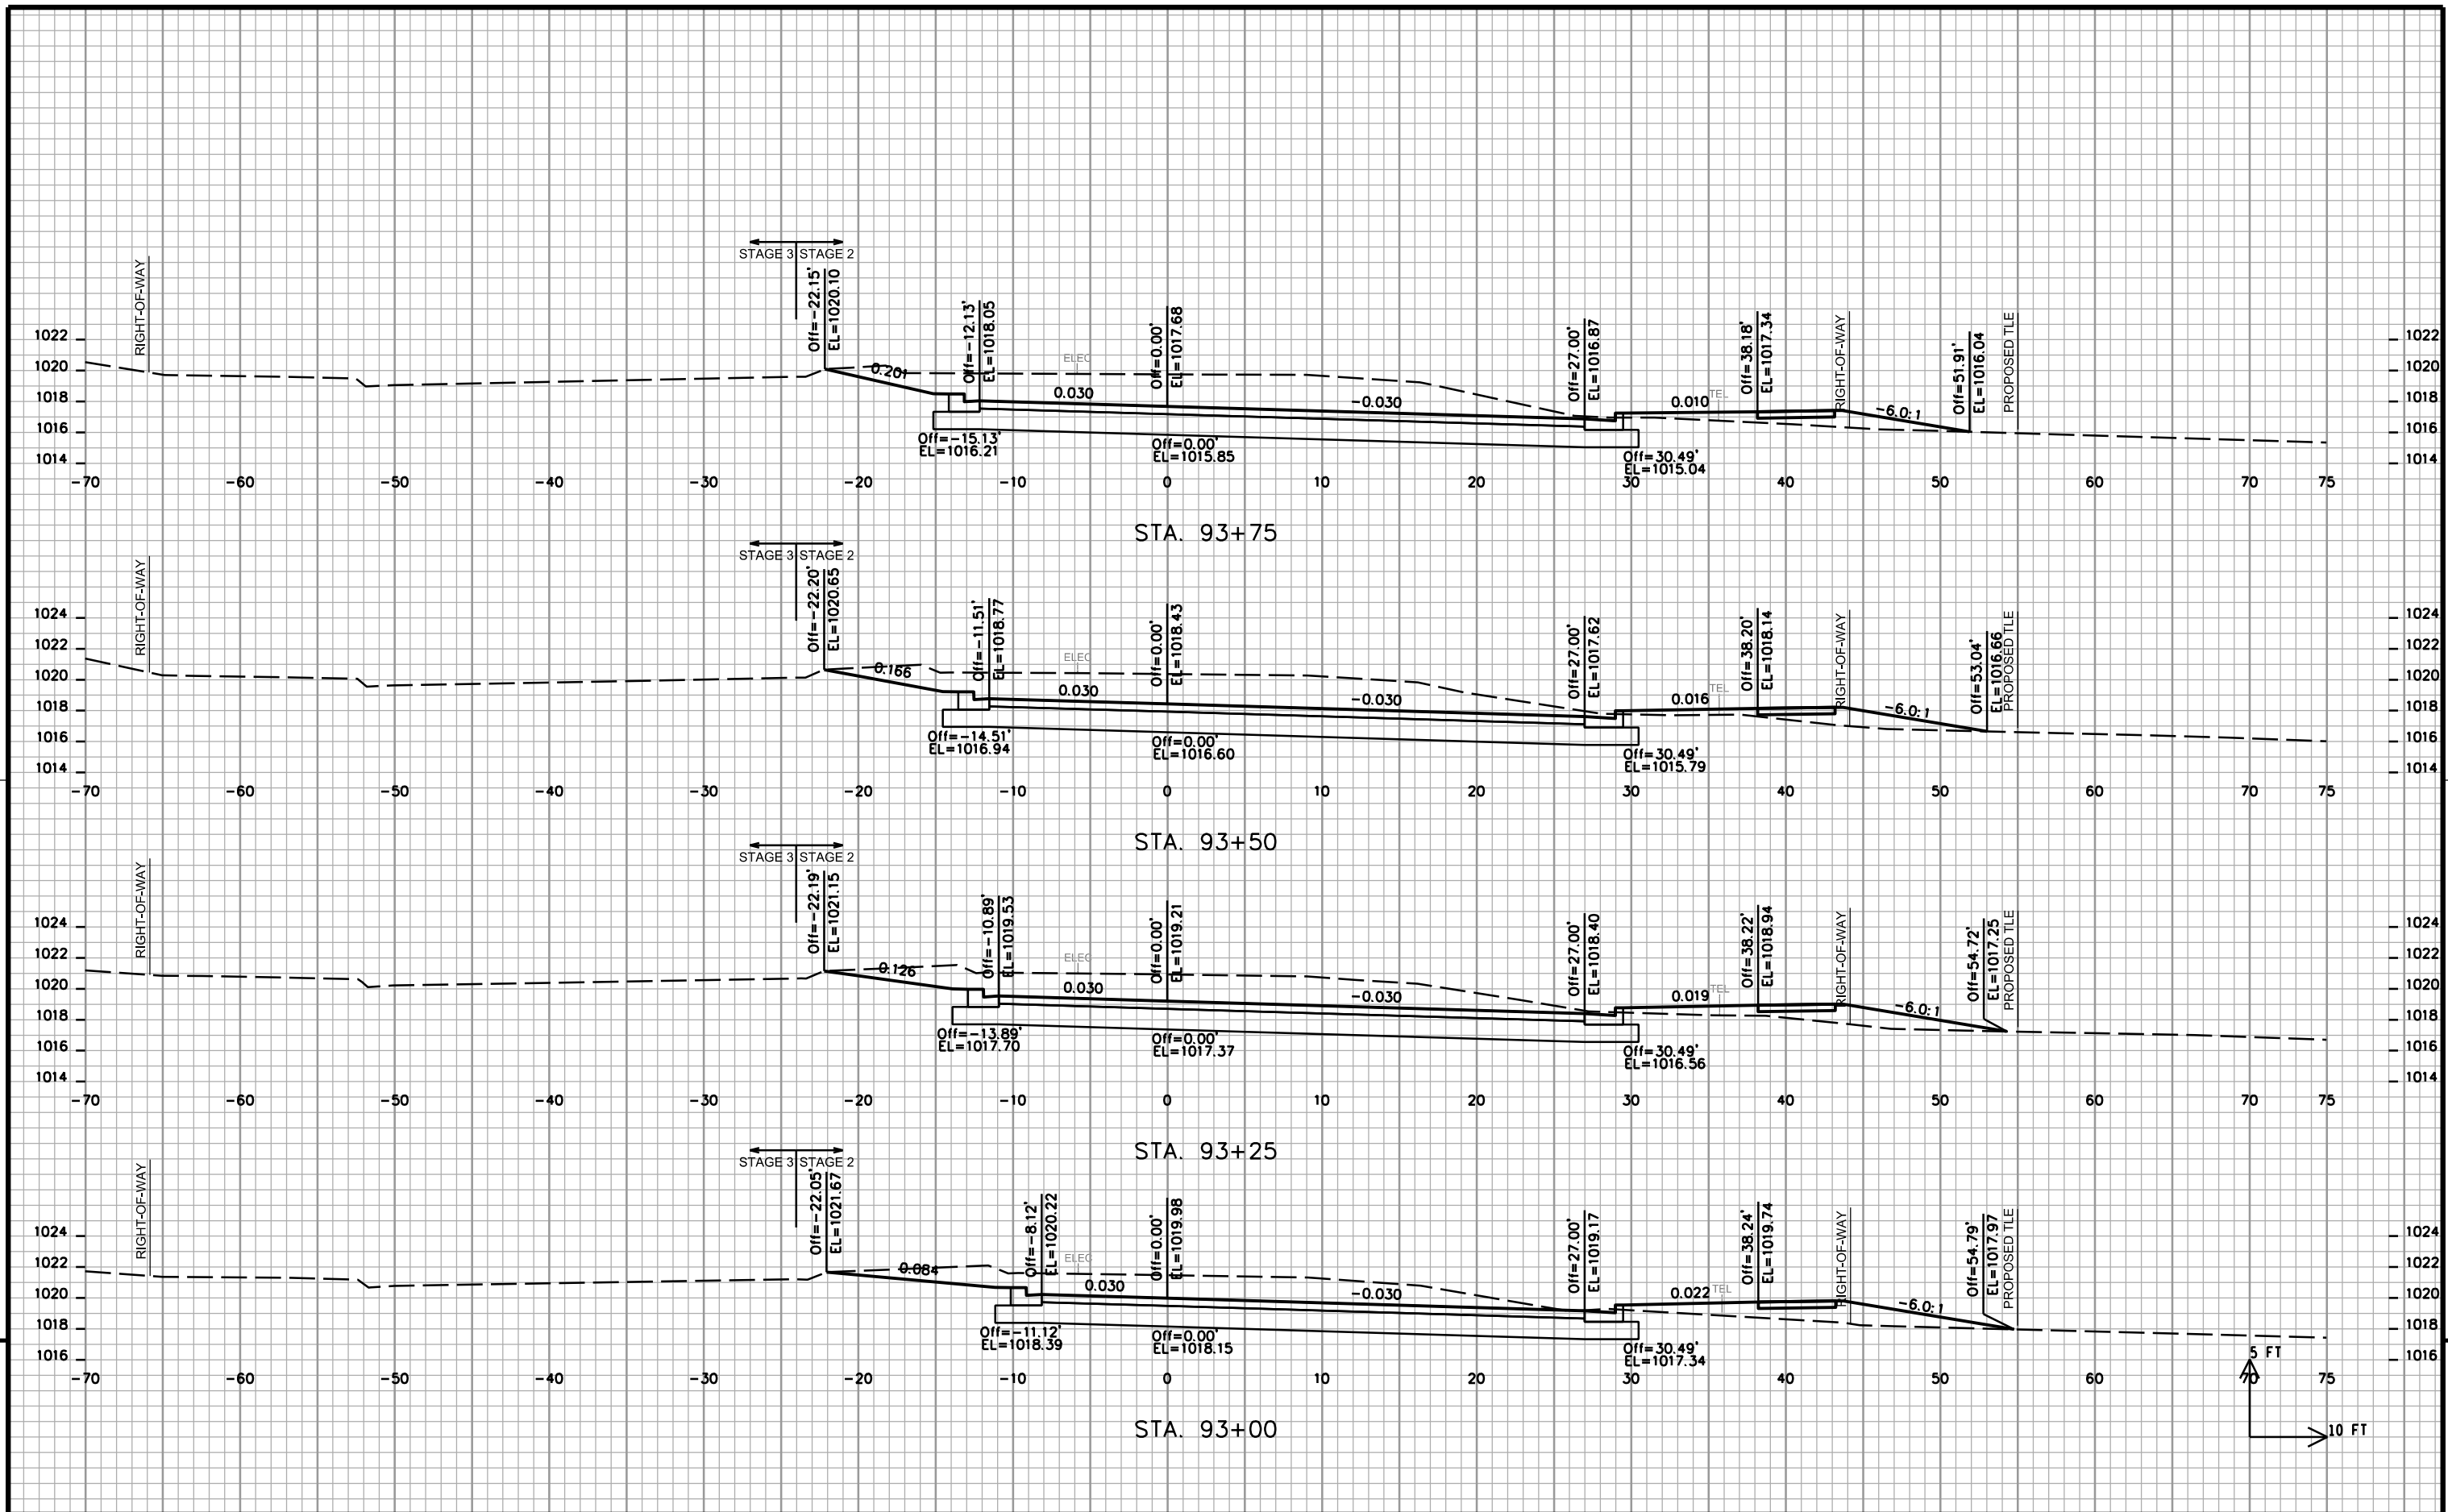 STAGE 3 STAGE 2
RIGHT-OF-WAY
Off=-22.15'
EL=1020.10
Off=-12.13'
EL=1018.05
Off=0.00'
EL=1017.68
Off=27.00'
EL=1016.87
Off=38.18'
EL=1017.34
RIGHT-OF-WAY
Off=51.91'
EL=1016.04
PROPOSED TLE
1022 1022
1020 0.201 ELEC 1020
1018 0.030 -0.030 0.010 TEL -6.0:1 1018
1016 1016
Off=-15.13'
EL=1016.21
Off=0.00'
EL=1015.85
Off=30.49'
EL=1015.04
1014 1014
-70 -60 -50 -40 -30 -20 -10 0 10 20 30 40 50 60 70 75
STA. 93+75
STAGE 3 STAGE 2
RIGHT-OF-WAY
Off=-22.20'
EL=1020.65
Off=-11.51'
EL=1018.77
Off=0.00'
EL=1018.43
Off=27.00'
EL=1017.62
Off=38.20'
EL=1018.14
RIGHT-OF-WAY
Off=53.04'
EL=1016.66
PROPOSED TLE
1024 1024
1022 ELEC 1022
1020 0.166 1020
1018 0.030 -0.030 0.016 TEL -6.0:1 1018
1016 1016
Off=-14.51'
EL=1016.94
Off=0.00'
EL=1016.60
Off=30.49'
EL=1015.79
1014 1014
-70 -60 -50 -40 -30 -20 -10 0 10 20 30 40 50 60 70 75
STA. 93+50
STAGE 3 STAGE 2
RIGHT-OF-WAY
Off=-22.19'
EL=1021.15
Off=-10.89'
EL=1019.53
Off=0.00'
EL=1019.21
Off=27.00'
EL=1018.40
Off=38.22'
EL=1018.94
RIGHT-OF-WAY
Off=54.72'
EL=1017.25
PROPOSED TLE
1024 1024
1022 0.126 ELEC 1022
1020 0.030 -0.030 0.019 TEL 1020
1018 -6.0:1 1018
Off=-13.89'
EL=1017.70
Off=0.00'
EL=1017.37
Off=30.49'
EL=1016.56
1016 1016
1014 1014
-70 -60 -50 -40 -30 -20 -10 0 10 20 30 40 50 60 70 75
STA. 93+25
STAGE 3 STAGE 2
RIGHT-OF-WAY
Off=-22.05'
EL=1021.67
Off=-8.12'
EL=1020.22
Off=0.00'
EL=1019.98
Off=27.00'
EL=1019.17
Off=38.24'
EL=1019.74
RIGHT-OF-WAY
Off=54.79'
EL=1017.97
PROPOSED TLE
1024 1024
1022 0.084 ELEC 1022
1020 0.030 -0.030 0.022 TEL -6.0:1 1020
1018 1018
Off=-11.12'
EL=1018.39
Off=0.00'
EL=1018.15
Off=30.49'
EL=1017.34
1016 1016
5 FT
-70 -60 -50 -40 -30 -20 -10 0 10 20 30 40 50 60 70 75
STA. 93+00
10 FT